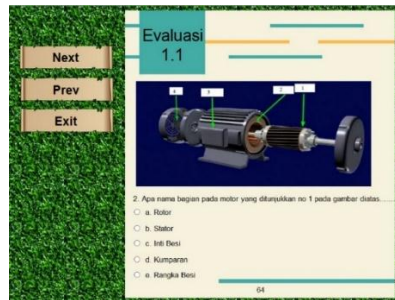 Next
Prev
Exit
Evaluasi
1.1
4
3
2
1
2. Apa nama bagian pada motor yang ditunjukkan no 1 pada gambar diatas......
a. Rotor
b. Stator
c. Inti Besi
d. Kumparan
e. Rangka Besi
64